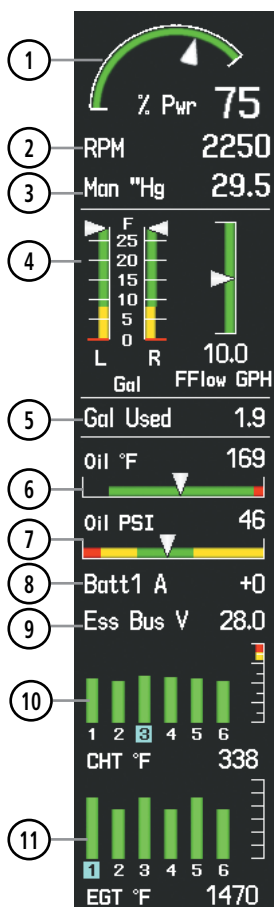 1
% Pwr 75
2 RPM 2250
3 Man "Hg 29.5
4
F
25
20
15
10
5
0
L R 10.0
Gal FFlow GPH
5 Gal Used 1.9
Oil °F 169
6
Oil PSI 46
7
8 Batt1 A +0
9 Ess Bus V 28.0
10
1 2 3 4 5 6
CHT °F 338
11
1 2 3 4 5 6
EGT °F 1470